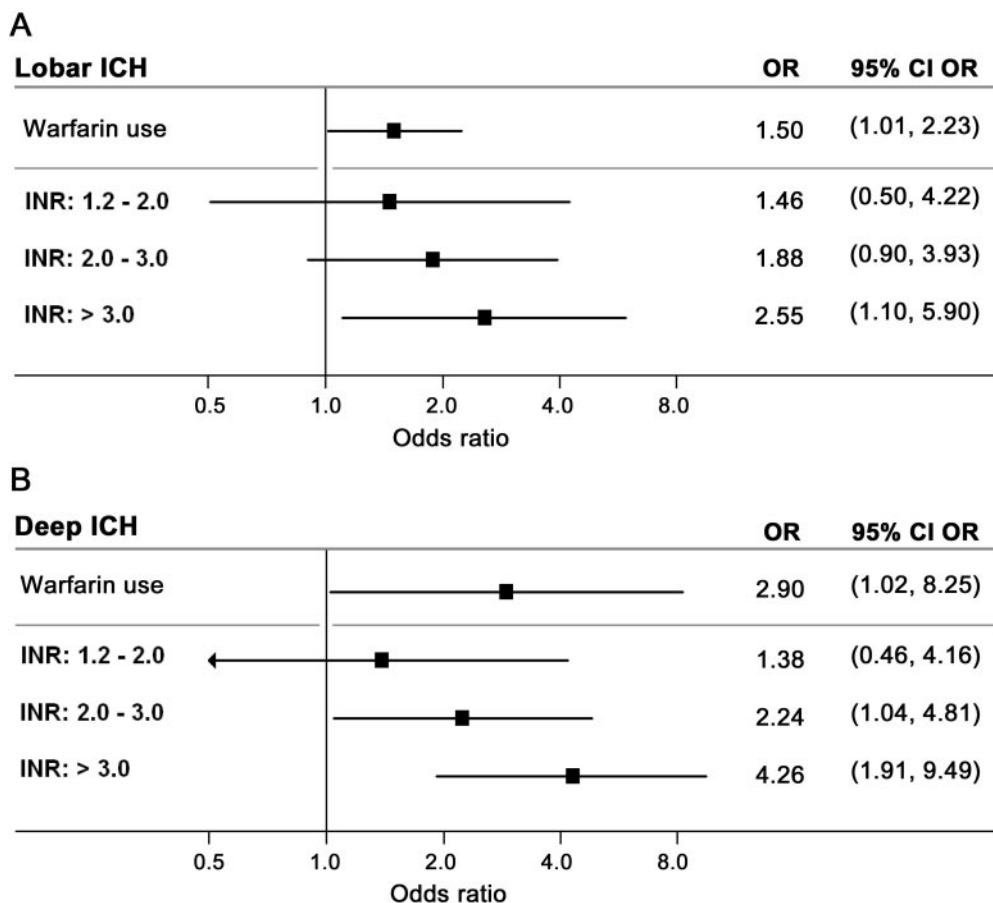 A
Lobar ICH OR 95% CI OR
Warfarin use 1.50 (1.01, 2.23)
INR: 1.2 - 2.0 1.46 (0.50, 4.22)
INR: 2.0 - 3.0 1.88 (0.90, 3.93)
INR: > 3.0 2.55 (1.10, 5.90)
0.5 1.0 2.0 4.0 8.0
Odds ratio
B
Deep ICH OR 95% CI OR
Warfarin use 2.90 (1.02, 8.25)
INR: 1.2 - 2.0 1.38 (0.46, 4.16)
INR: 2.0 - 3.0 2.24 (1.04, 4.81)
INR: > 3.0 4.26 (1.91, 9.49)
0.5 1.0 2.0 4.0 8.0
Odds ratio